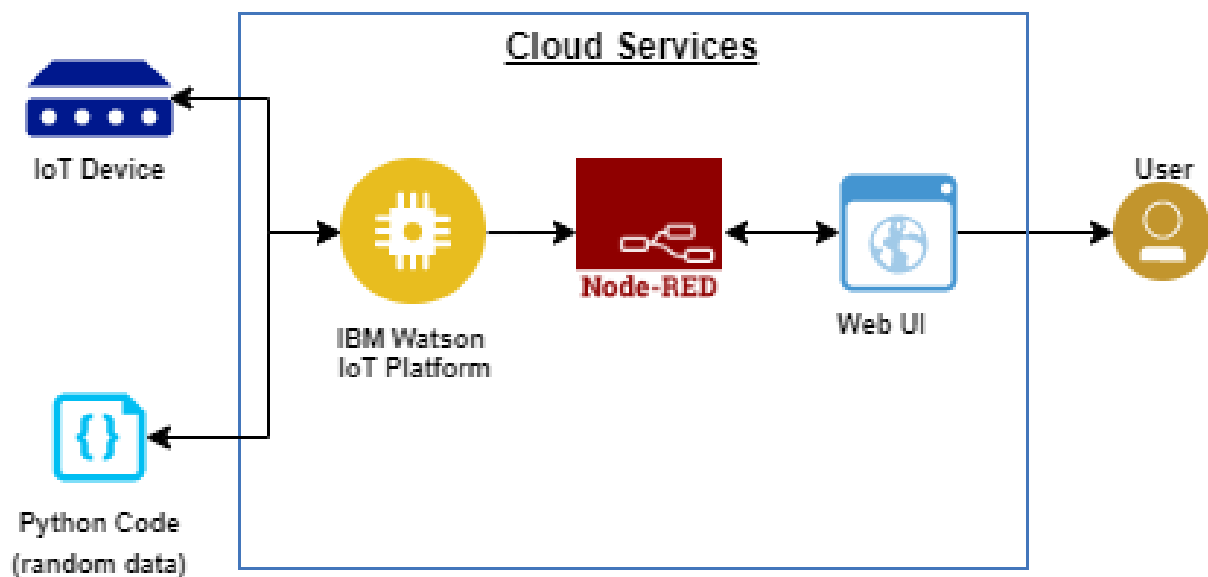 Cloud Services
IoT Device
User
Node-RED
Web UI
IBM Watson
IoT Platform
{}
Python Code
(random data)